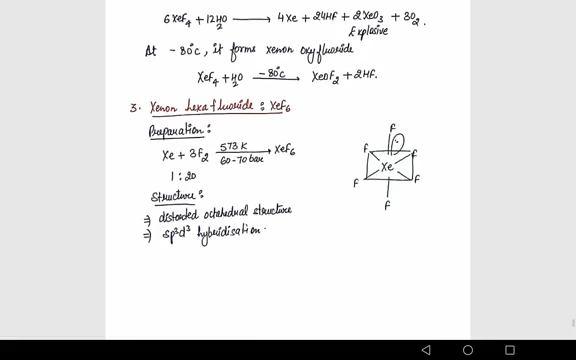 6XeF₄ + 12H₂O ⟶ 4Xe + 24HF + 2XeO₃ + 3O₂.
Explosive
At -80°c, it forms xenon oxyfluoride
XeF₄ + H₂O -80°c ⟶ XeOF₂ + 2HF.
3. Xenon hexafluoride : XeF₆
Preparation :
Xe + 3F₂ 573 K ⟶ XeF₆
60-70 bar
1 : 20
Structure :
⇒ distorded octahedral structure
⇒ sp³d³ hybridisation.
F
F F
Xe
F F
F